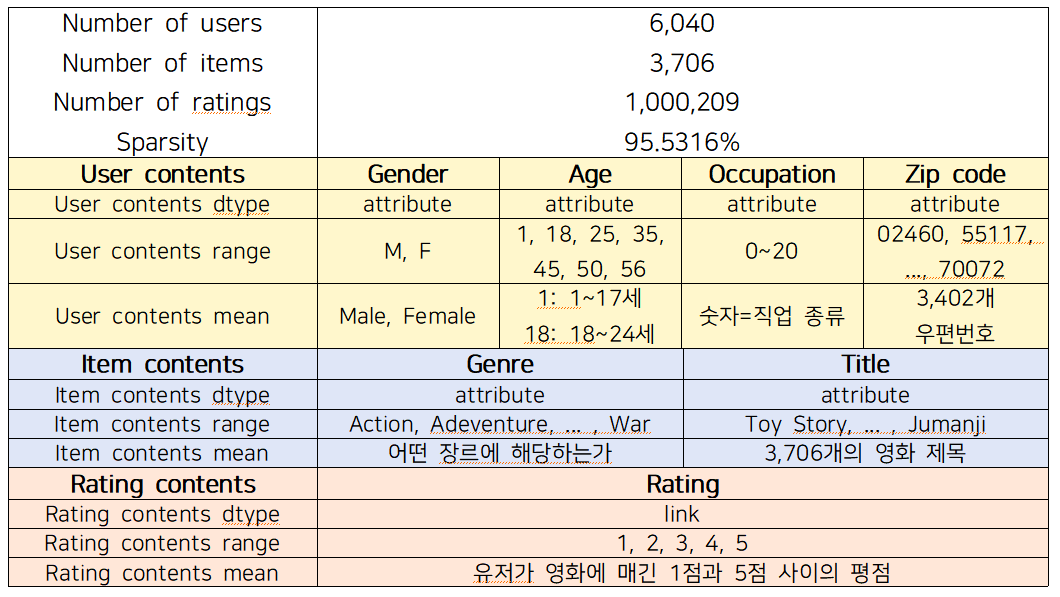 Number of users 6,040
Number of items 3,706
Number of ratings 1,000,209
Sparsity 95.5316%
User contents Gender Age Occupation Zip code
User contents dtype attribute attribute attribute attribute
User contents range M, F 1, 18, 25, 35, 45, 50, 56 0~20 02460, 55117, ..., 70072
User contents mean Male, Female 1: 1~17세 18: 18~24세 숫자=직업 종류 3,402개 우편번호
Item contents Genre Title
Item contents dtype attribute attribute
Item contents range Action, Adeventure, ... , War Toy Story, ... , Jumanji
Item contents mean 어떤 장르에 해당하는가 3,706개의 영화 제목
Rating contents Rating
Rating contents dtype link
Rating contents range 1, 2, 3, 4, 5
Rating contents mean 유저가 영화에 매긴 1점과 5점 사이의 평점